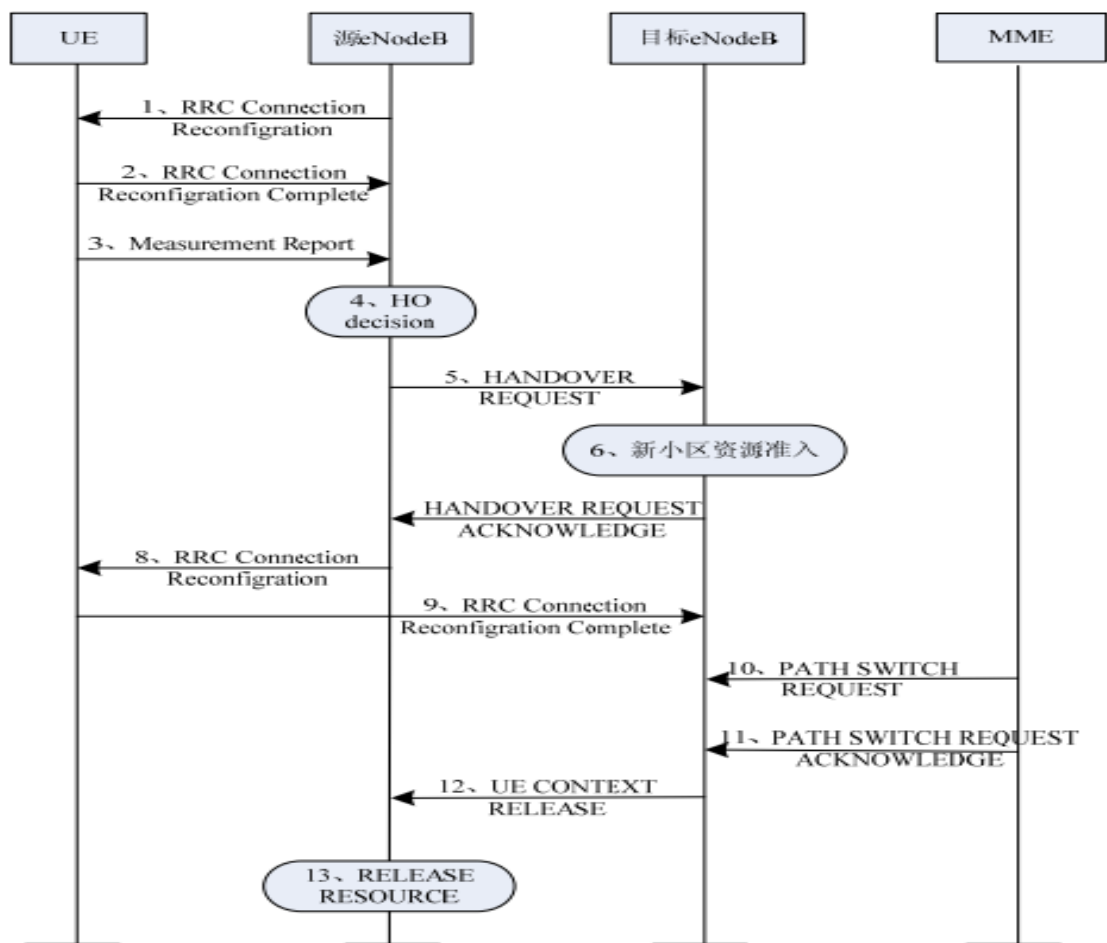 UE
源eNodeB
目标eNodeB
MME
1、RRC Connection
Reconfigration
2、RRC Connection
Reconfigration Complete
3、Measurement Report
4、HO
decision
5、HANDOVER
REQUEST
6、新小区资源准入
HANDOVER REQUEST
ACKNOWLEDGE
8、RRC Connection
Reconfigration
9、RRC Connection
Reconfigration Complete
10、PATH SWITCH
REQUEST
11、PATH SWITCH REQUEST
ACKNOWLEDGE
12、UE CONTEXT
RELEASE
13、RELEASE
RESOURCE